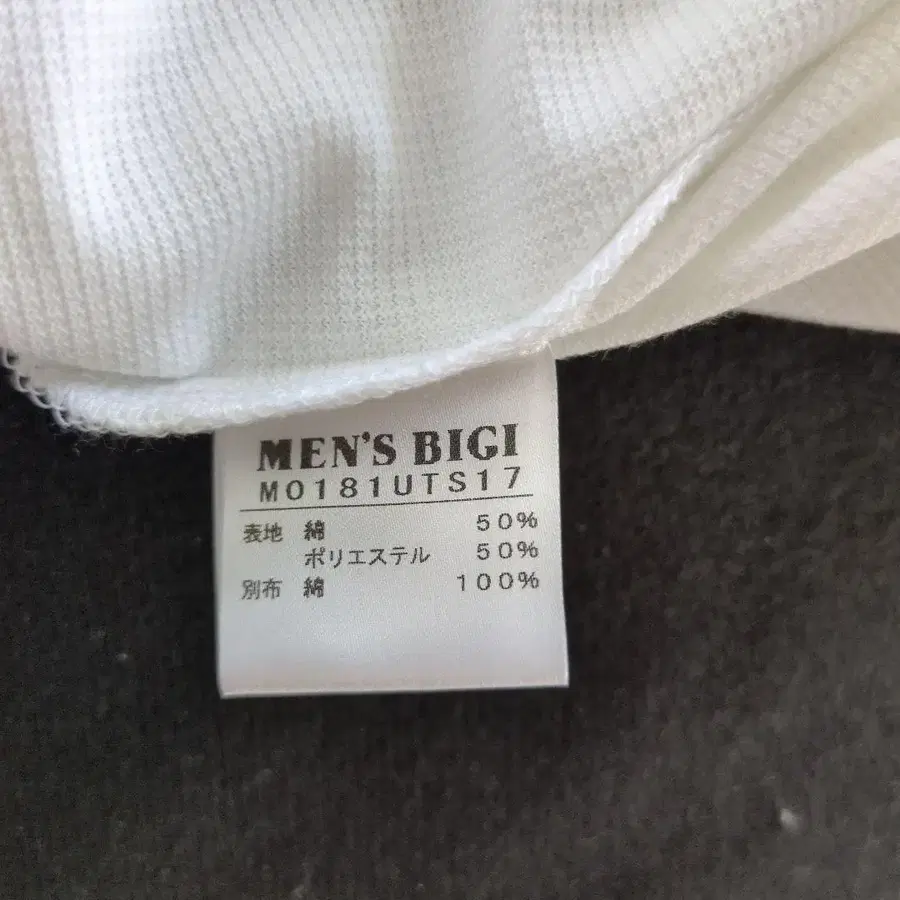 MEN'S BIGI
M0181UTS17
表地 綿 50%
ポリエステル 50%
別布 綿 100%